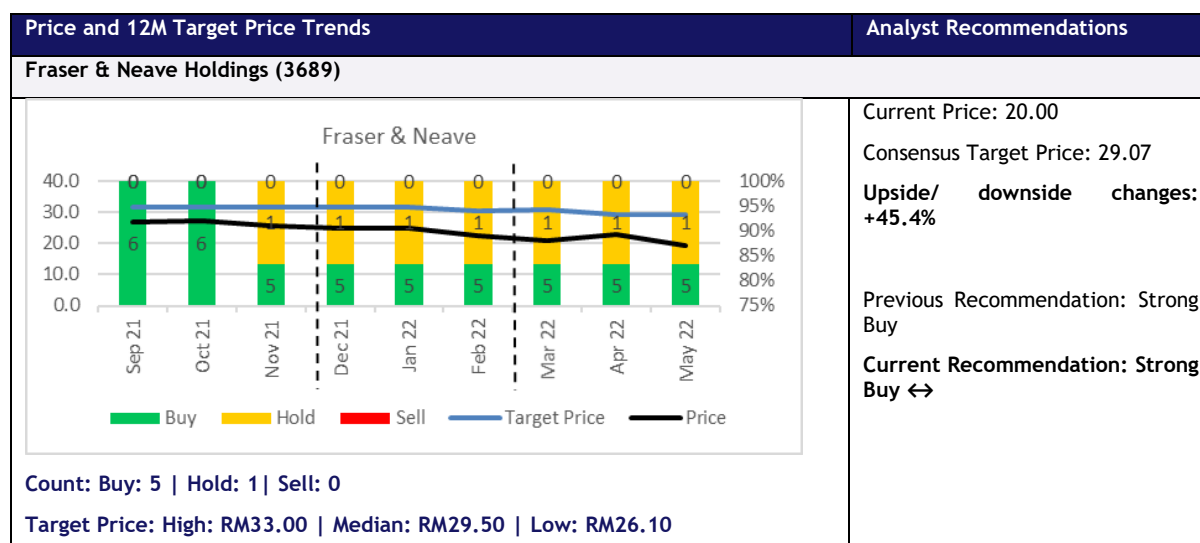 Price and 12M Target Price Trends
Analyst Recommendations
Fraser & Neave Holdings (3689)
Fraser & Neave
40.0
30.0
20.0
10.0
0.0
0 0 0 0 0 0 0 0 0
6 6 1 1 1 1 1 1 1
5 5 5 5 5 5 5
100%
95%
90%
85%
80%
75%
Sep 21
Oct 21
Nov 21
Dec 21
Jan 22
Feb 22
Mar 22
Apr 22
May 22
Buy Hold Sell Target Price Price
Count: Buy: 5 | Hold: 1| Sell: 0
Target Price: High: RM33.00 | Median: RM29.50 | Low: RM26.10
Current Price: 20.00
Consensus Target Price: 29.07
Upside/ downside changes:
+45.4%
Previous Recommendation: Strong
Buy
Current Recommendation: Strong
Buy ↔